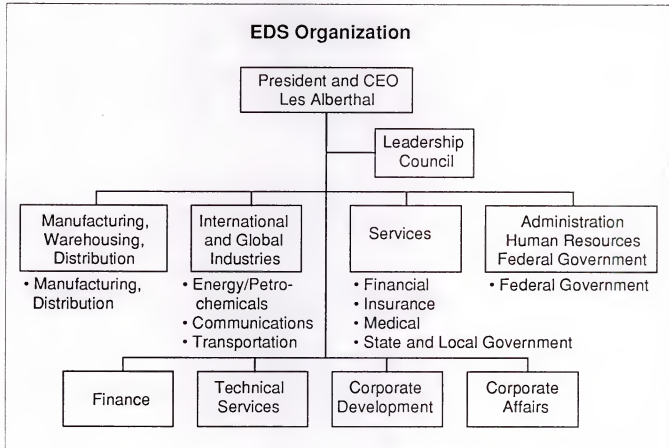 EDS Organization
President and CEO
Les Alberthal
Leadership
Council
Manufacturing,
Warehousing,
Distribution
• Manufacturing,
Distribution
International
and Global
Industries
• Energy/Petro-
chemicals
• Communications
• Transportation
Services
• Financial
• Insurance
• Medical
• State and Local Government
Administration
Human Resources
Federal Government
• Federal Government
Finance
Technical
Services
Corporate
Development
Corporate
Affairs